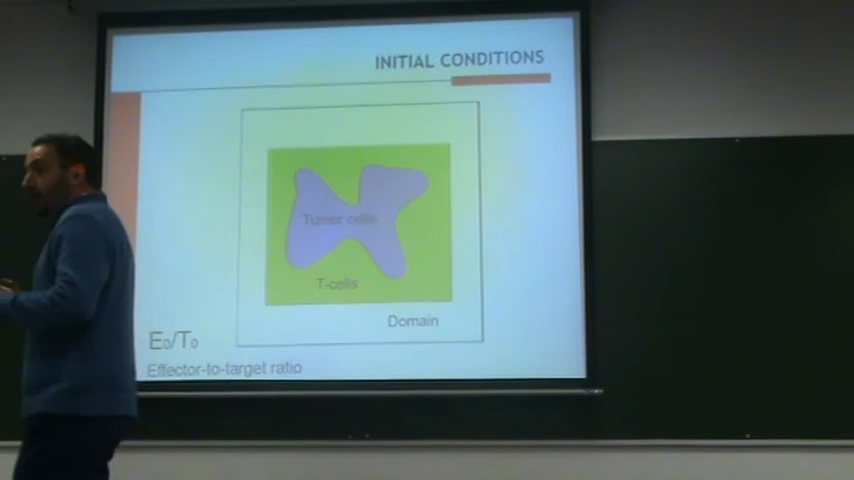 INITIAL CONDITIONS
Tumor cells
T-cells
Domain
E₀/T₀
Effector-to-target ratio